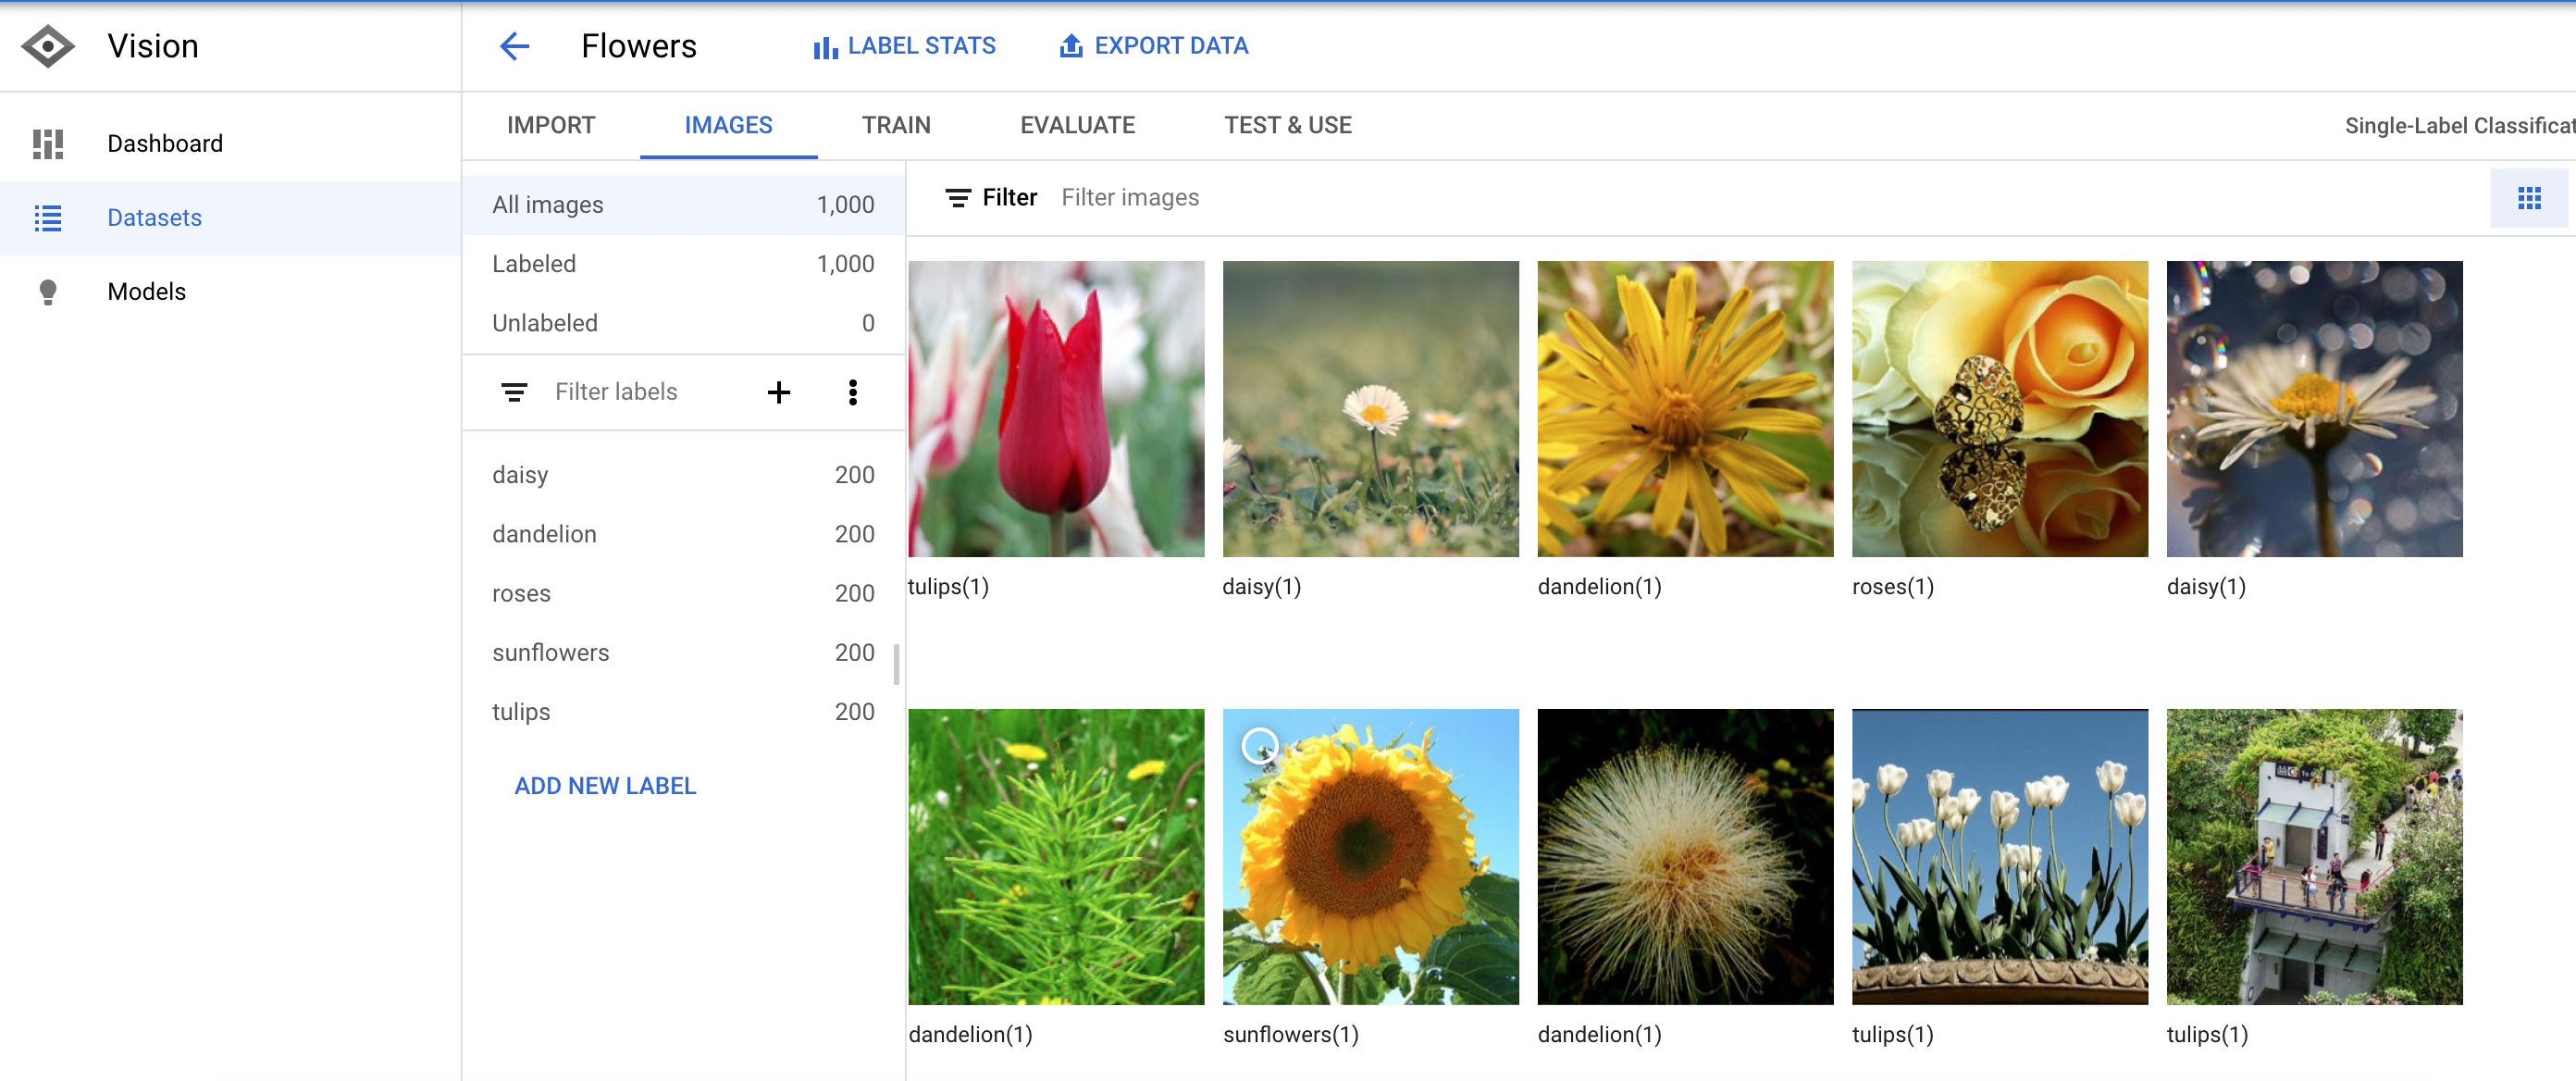 Vision
Flowers
LABEL STATS
EXPORT DATA
Dashboard
Datasets
Models
IMPORT
IMAGES
TRAIN
EVALUATE
TEST & USE
Single-Label Classificat
All images 1,000
Labeled 1,000
Unlabeled 0
Filter labels
daisy 200
dandelion 200
roses 200
sunflowers 200
tulips 200
ADD NEW LABEL
Filter Filter images
tulips(1)
daisy(1)
dandelion(1)
roses(1)
daisy(1)
dandelion(1)
sunflowers(1)
dandelion(1)
tulips(1)
tulips(1)